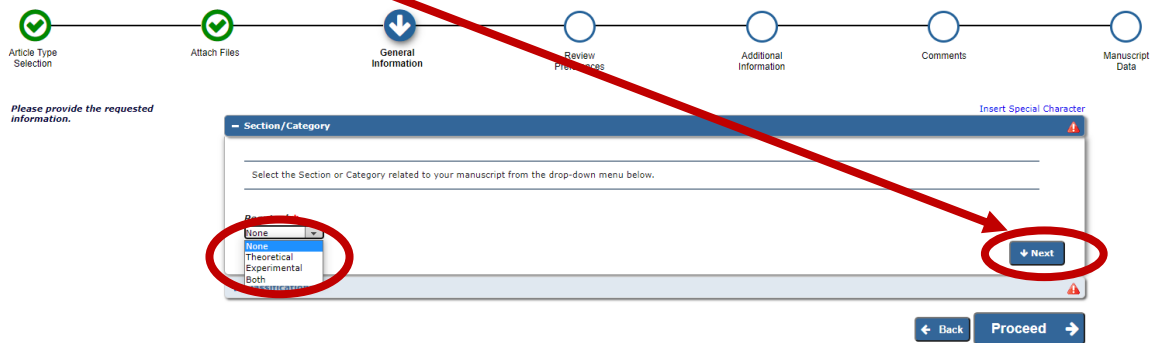 Article Type
Selection
Attach Files
General
Information
Review
Preferences
Additional
Information
Comments
Manuscript
Data
Please provide the requested
information.
Insert Special Character
− Section/Category
Select the Section or Category related to your manuscript from the drop-down menu below.
None
None
Theoretical
Experimental
Both
Next
Back
Proceed